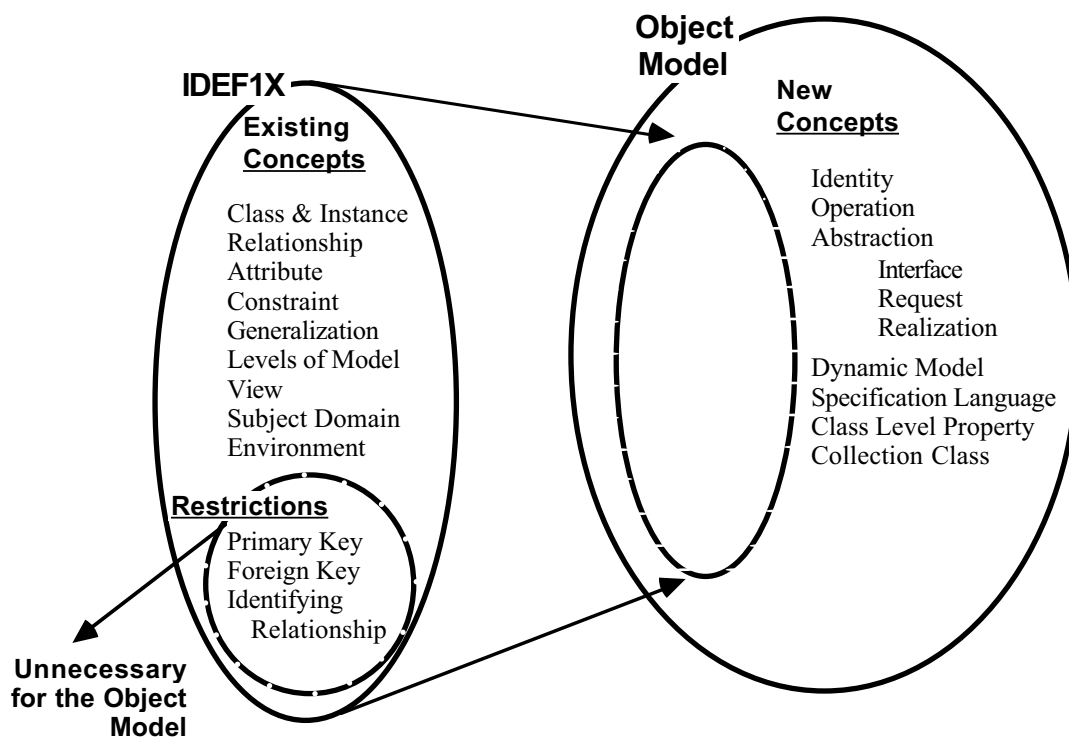 IDEF1X
Existing
Concepts
Class & Instance
Relationship
Attribute
Constraint
Generalization
Levels of Model
View
Subject Domain
Environment
Restrictions
Primary Key
Foreign Key
Identifying
Relationship
Unnecessary
for the Object
Model
Object
Model
New
Concepts
Identity
Operation
Abstraction
Interface
Request
Realization
Dynamic Model
Specification Language
Class Level Property
Collection Class